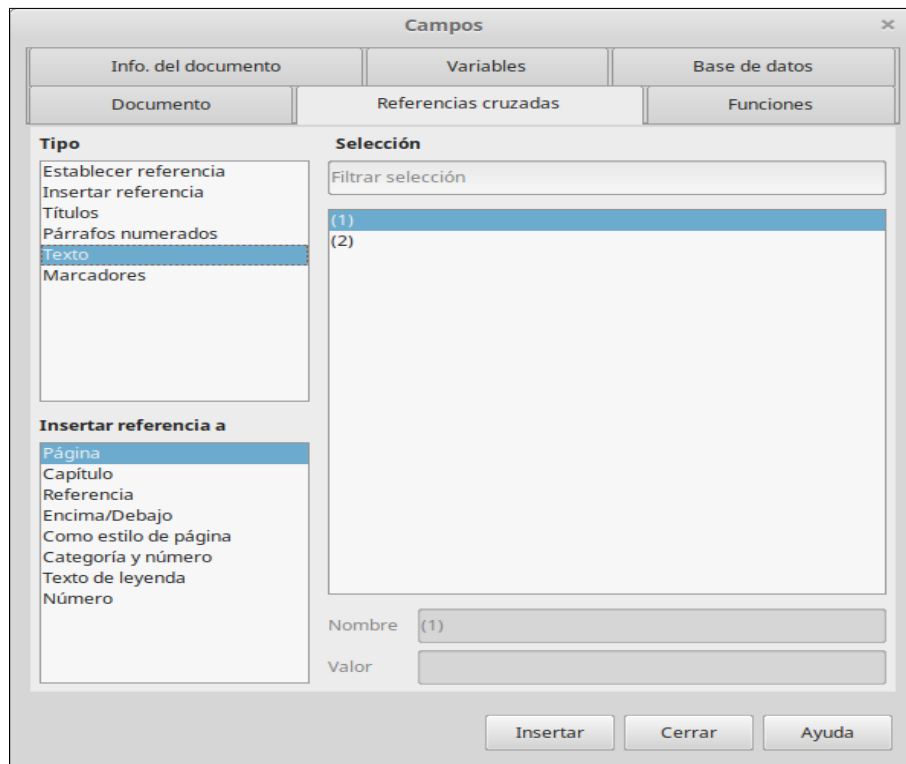 Campos
Info. del documento
Variables
Base de datos
Documento
Referencias cruzadas
Funciones
Tipo
Establecer referencia
Insertar referencia
Títulos
Párrafos numerados
Texto
Marcadores
Insertar referencia a
Página
Capítulo
Referencia
Encima/Debajo
Como estilo de página
Categoría y número
Texto de leyenda
Número
Selección
Filtrar selección
(1)
(2)
Nombre
(1)
Valor
Insertar
Cerrar
Ayuda